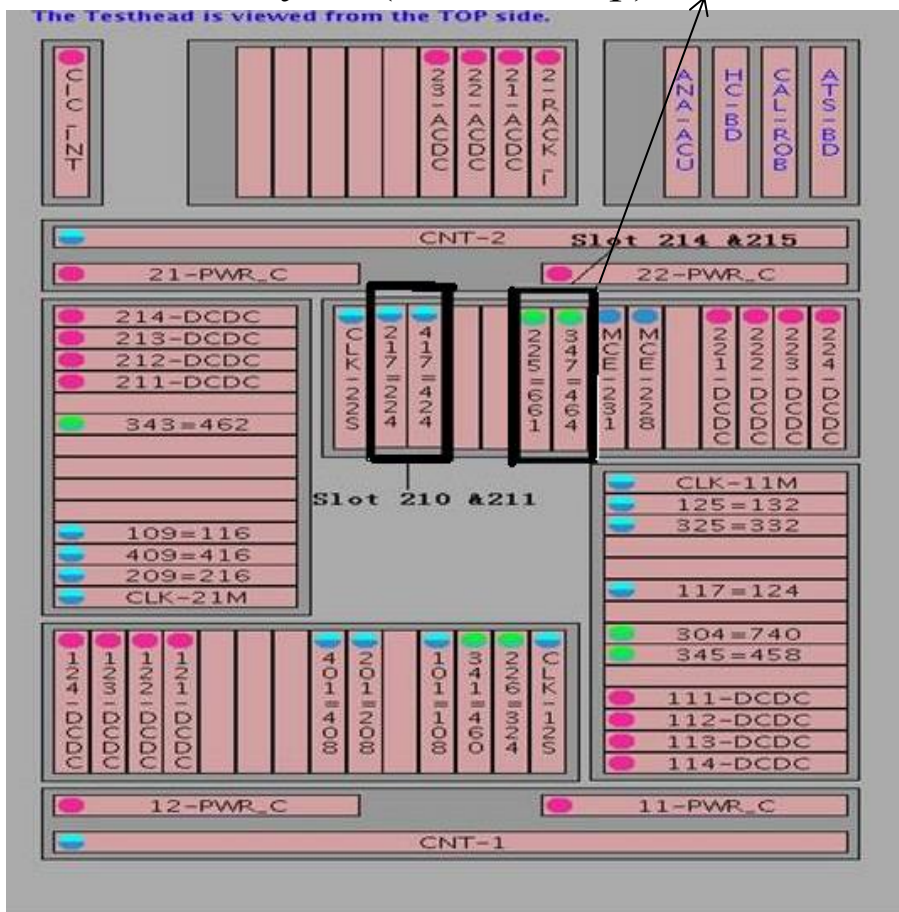 The Testhead is viewed from the TOP side.
23-ACDC
22-ACDC
21-ACDC
ANA-ACU
HC-BD
CAL-ROB
ATS-BD
CNT-2
Slot 214 &215
21-PWR_C
22-PWR_C
214-DCDC
213-DCDC
212-DCDC
211-DCDC
343=462
109=116
409=416
209=216
CLK-21M
CLK-22S
217=224
417=424
225=661
347=464
MCE-231
MCE-228
221-DCDC
222-DCDC
223-DCDC
224-DCDC
Slot 210 &211
CLK-11M
125=132
325=332
117=124
304=740
345=458
111-DCDC
112-DCDC
113-DCDC
114-DCDC
124-DCDC
123-DCDC
122-DCDC
121-DCDC
401=408
201=208
101=108
341=460
226=324
CLK-12S
12-PWR_C
11-PWR_C
CNT-1